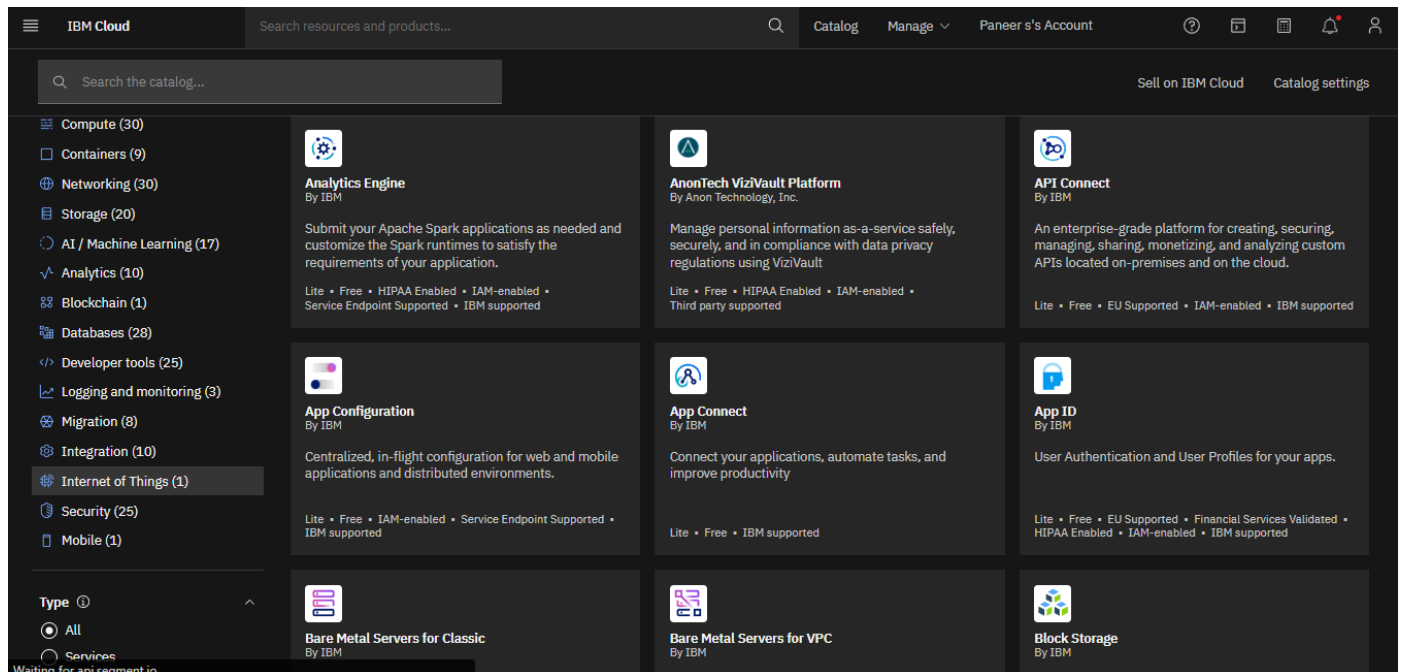 IBM Cloud
Search resources and products...
Catalog
Manage
Paneer s's Account
Search the catalog...
Sell on IBM Cloud
Catalog settings
Compute (30)
Containers (9)
Networking (30)
Storage (20)
AI / Machine Learning (17)
Analytics (10)
Blockchain (1)
Databases (28)
Developer tools (25)
Logging and monitoring (3)
Migration (8)
Integration (10)
Internet of Things (1)
Security (25)
Mobile (1)
Type
All
Services
Waiting for api.segment.io
Analytics Engine
By IBM
Submit your Apache Spark applications as needed and
customize the Spark runtimes to satisfy the
requirements of your application.
Lite • Free • HIPAA Enabled • IAM-enabled •
Service Endpoint Supported • IBM supported
AnonTech ViziVault Platform
By Anon Technology, Inc.
Manage personal information as-a-service safely,
securely, and in compliance with data privacy
regulations using ViziVault
Lite • Free • HIPAA Enabled • IAM-enabled •
Third party supported
API Connect
By IBM
An enterprise-grade platform for creating, securing,
managing, sharing, monetizing, and analyzing custom
APIs located on-premises and on the cloud.
Lite • Free • EU Supported • IAM-enabled • IBM supported
App Configuration
By IBM
Centralized, in-flight configuration for web and mobile
applications and distributed environments.
Lite • Free • IAM-enabled • Service Endpoint Supported •
IBM supported
App Connect
By IBM
Connect your applications, automate tasks, and
improve productivity
Lite • Free • IBM supported
App ID
By IBM
User Authentication and User Profiles for your apps.
Lite • Free • EU Supported • Financial Services Validated •
HIPAA Enabled • IAM-enabled • IBM supported
Bare Metal Servers for Classic
By IBM
Bare Metal Servers for VPC
By IBM
Block Storage
By IBM